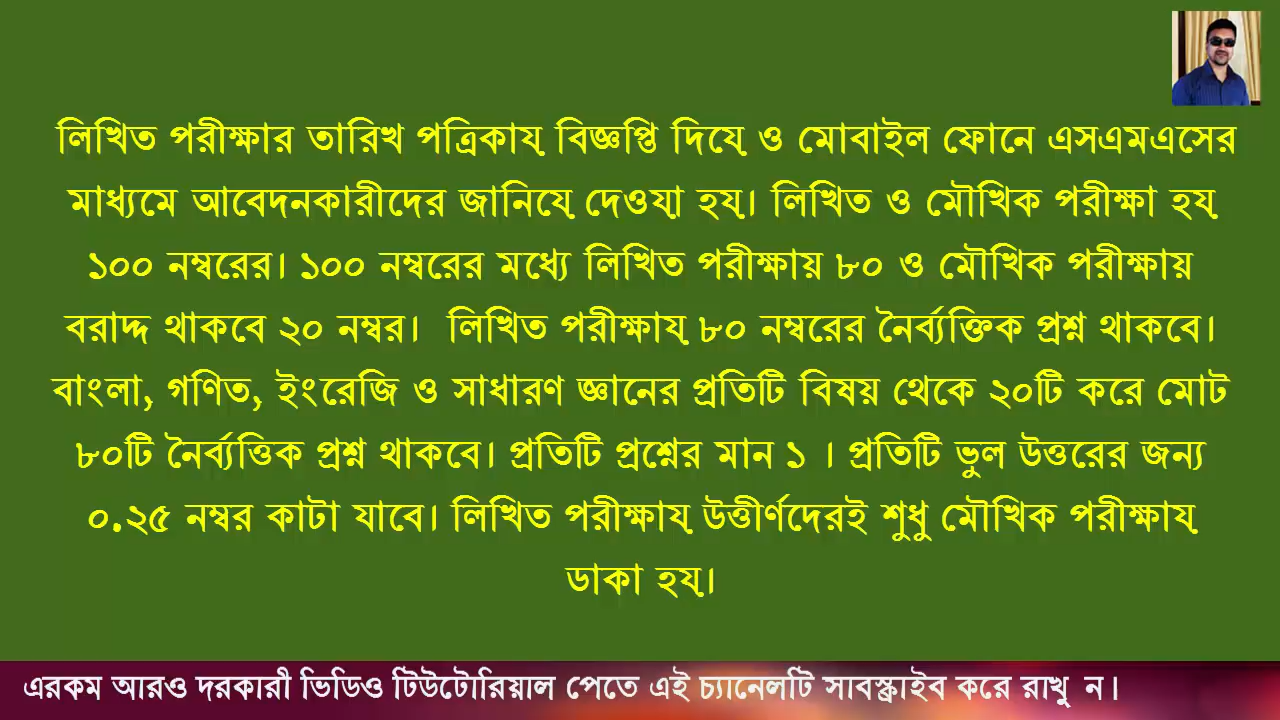 লিখিত পরীক্ষার তারিখ পত্রিকায় বিজ্ঞপ্তি দিয়ে ও মোবাইল ফোনে এসএমএসের
মাধ্যমে আবেদনকারীদের জানিয়ে দেওয়া হয়। লিখিত ও মৌখিক পরীক্ষা হয়
১০০ নম্বরের। ১০০ নম্বরের মধ্যে লিখিত পরীক্ষায় ৮০ ও মৌখিক পরীক্ষায়
বরাদ্দ থাকবে ২০ নম্বর। লিখিত পরীক্ষায় ৮০ নম্বরের নৈর্ব্যক্তিক প্রশ্ন থাকবে।
বাংলা, গণিত, ইংরেজি ও সাধারণ জ্ঞানের প্রতিটি বিষয় থেকে ২০টি করে মোট
৮০টি নৈর্ব্যত্তিক প্রশ্ন থাকবে। প্রতিটি প্রশ্নের মান ১ । প্রতিটি ভুল উত্তরের জন্য
০.২৫ নম্বর কাটা যাবে। লিখিত পরীক্ষায় উত্তীর্ণদেরই শুধু মৌখিক পরীক্ষায়
ডাকা হয়।
এরকম আরও দরকারী ভিডিও টিউটোরিয়াল পেতে এই চ্যানেলটি সাবস্ক্রাইব করে রাখু ন।